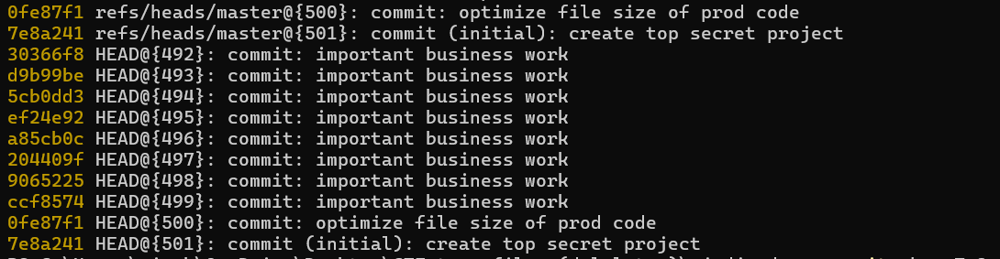 0fe87f1 refs/heads/master@{500}: commit: optimize file size of prod code
7e8a241 refs/heads/master@{501}: commit (initial): create top secret project
30366f8 HEAD@{492}: commit: important business work
d9b99be HEAD@{493}: commit: important business work
5cb0dd3 HEAD@{494}: commit: important business work
ef24e92 HEAD@{495}: commit: important business work
a85cb0c HEAD@{496}: commit: important business work
204409f HEAD@{497}: commit: important business work
9065225 HEAD@{498}: commit: important business work
ccf8574 HEAD@{499}: commit: important business work
0fe87f1 HEAD@{500}: commit: optimize file size of prod code
7e8a241 HEAD@{501}: commit (initial): create top secret project